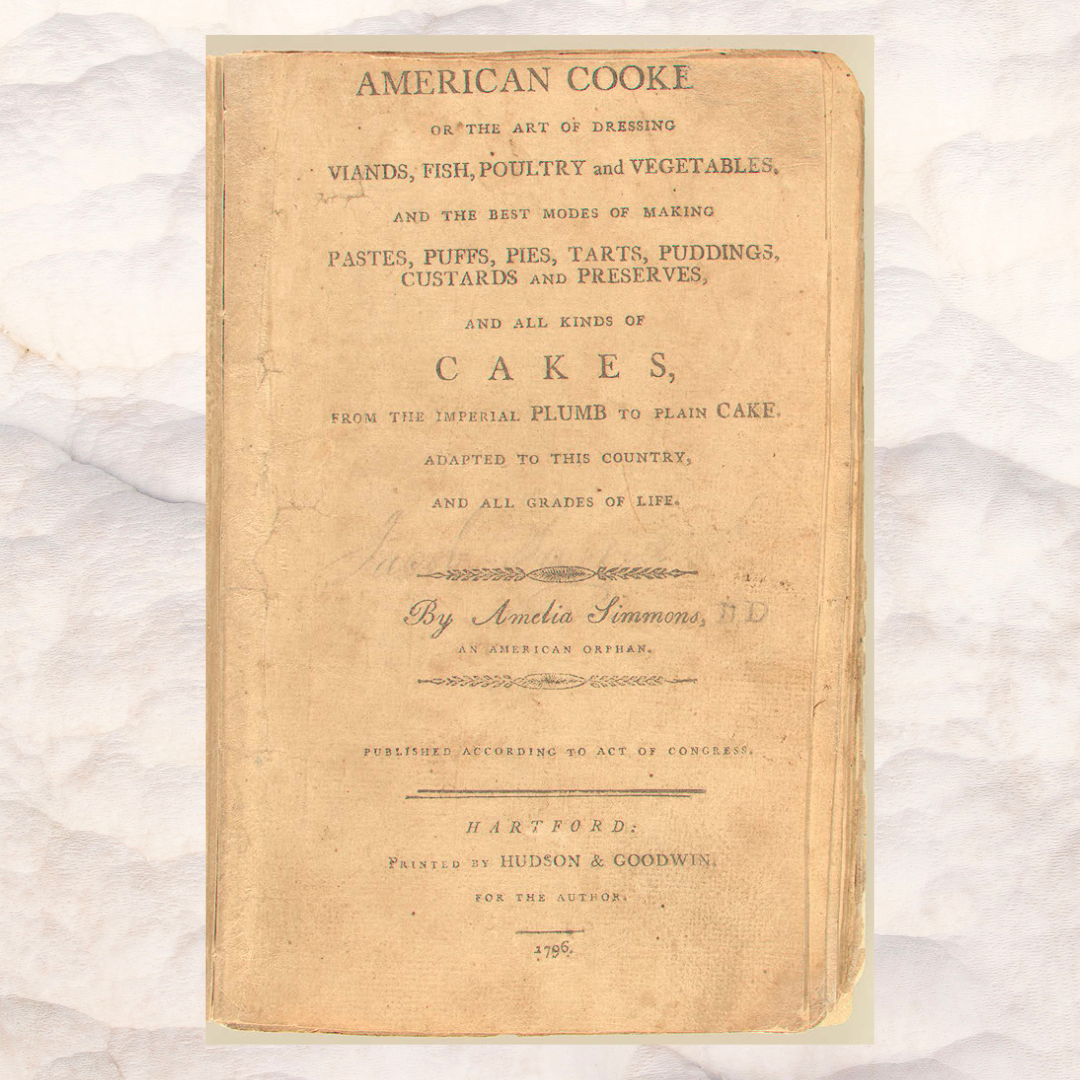 AMERICAN COOKE
OR THE ART OF DRESSING
VIANDS, FISH, POULTRY and VEGETABLES,
AND THE BEST MODES OF MAKING
PASTES, PUFFS, PIES, TARTS, PUDDINGS,
CUSTARDS AND PRESERVES,
AND ALL KINDS OF
CAKES,
FROM THE IMPERIAL PLUMB TO PLAIN CAKE.
ADAPTED TO THIS COUNTRY,
AND ALL GRADES OF LIFE.
By Amelia Simmons,
AN AMERICAN ORPHAN.
PUBLISHED ACCORDING TO ACT OF CONGRESS.
HARTFORD:
PRINTED BY HUDSON & GOODWIN.
FOR THE AUTHOR.
1796.